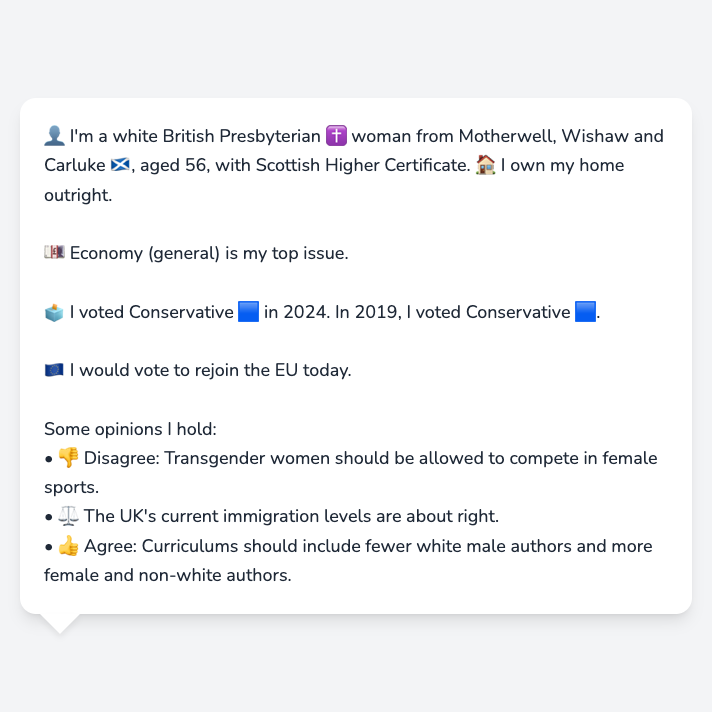 👤 I'm a white British Presbyterian ✝️ woman from Motherwell, Wishaw and
Carluke 🏴󠁧󠁢󠁳󠁣󠁴󠁿, aged 56, with Scottish Higher Certificate. 🏠 I own my home
outright.
💷 Economy (general) is my top issue.
🗳️ I voted Conservative 🟦 in 2024. In 2019, I voted Conservative 🟦.
🇪🇺 I would vote to rejoin the EU today.
Some opinions I hold:
• 👎 Disagree: Transgender women should be allowed to compete in female
sports.
• ⚖️ The UK's current immigration levels are about right.
• 👍 Agree: Curriculums should include fewer white male authors and more
female and non-white authors.